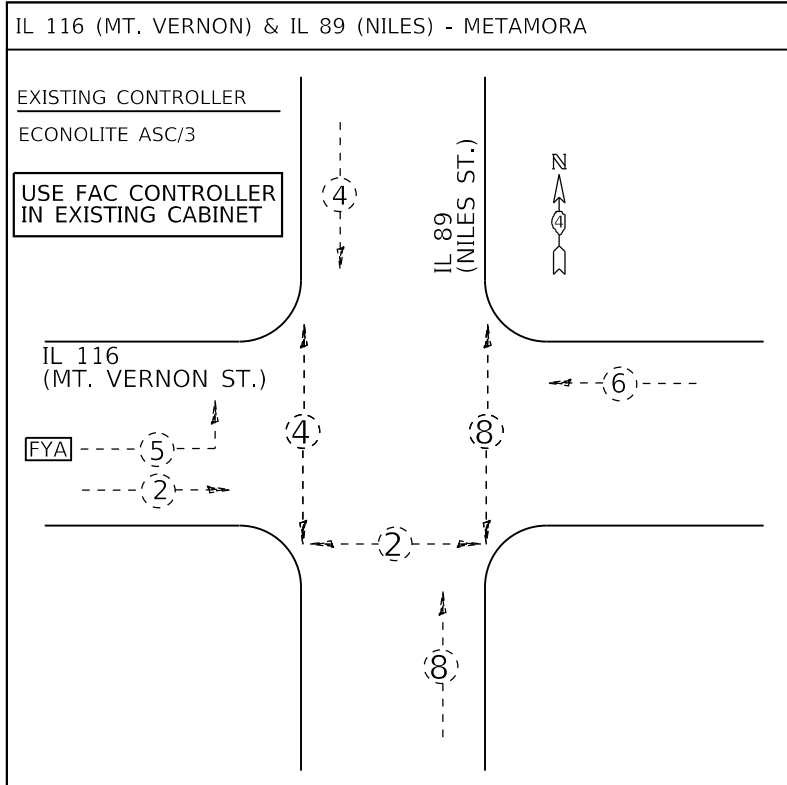 IL 116 (MT. VERNON) & IL 89 (NILES) - METAMORA
EXISTING CONTROLLER
ECONOLITE ASC/3
USE FAC CONTROLLER
IN EXISTING CABINET
4
IL 89
(NILES ST.)
N
4
IL 116
(MT. VERNON ST.)
6
FYA
5
4
8
2
2
8